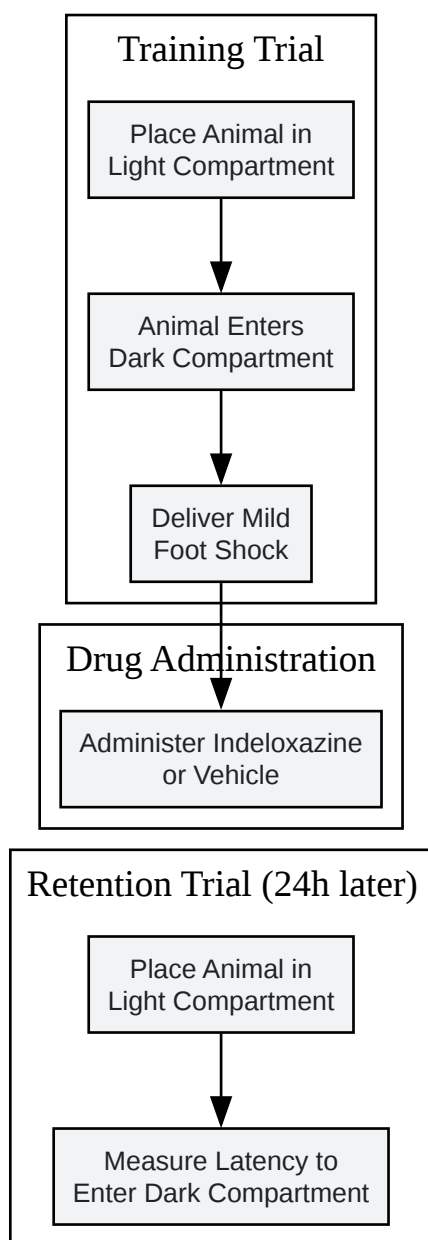 Training Trial
Place Animal in
Light Compartment
Animal Enters
Dark Compartment
Deliver Mild
Foot Shock
Drug Administration
Administer Indeloxazine
or Vehicle
Retention Trial (24h later)
Place Animal in
Light Compartment
Measure Latency to
Enter Dark Compartment